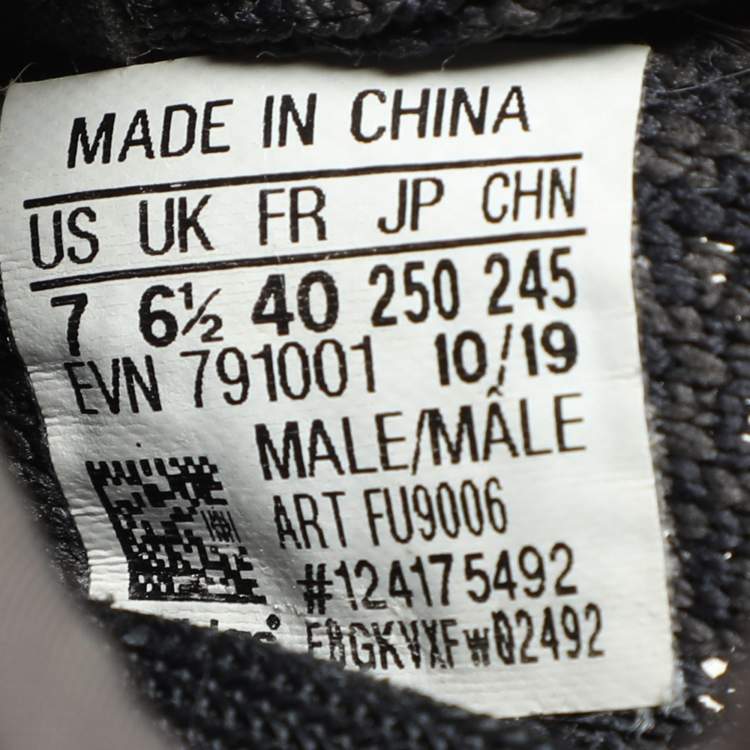 MADE IN CHINA
US UK FR JP CHN
7 6½ 40 250 245
EVN 791001 10/19
MALE/MÂLE
ART FU9006
#124175492